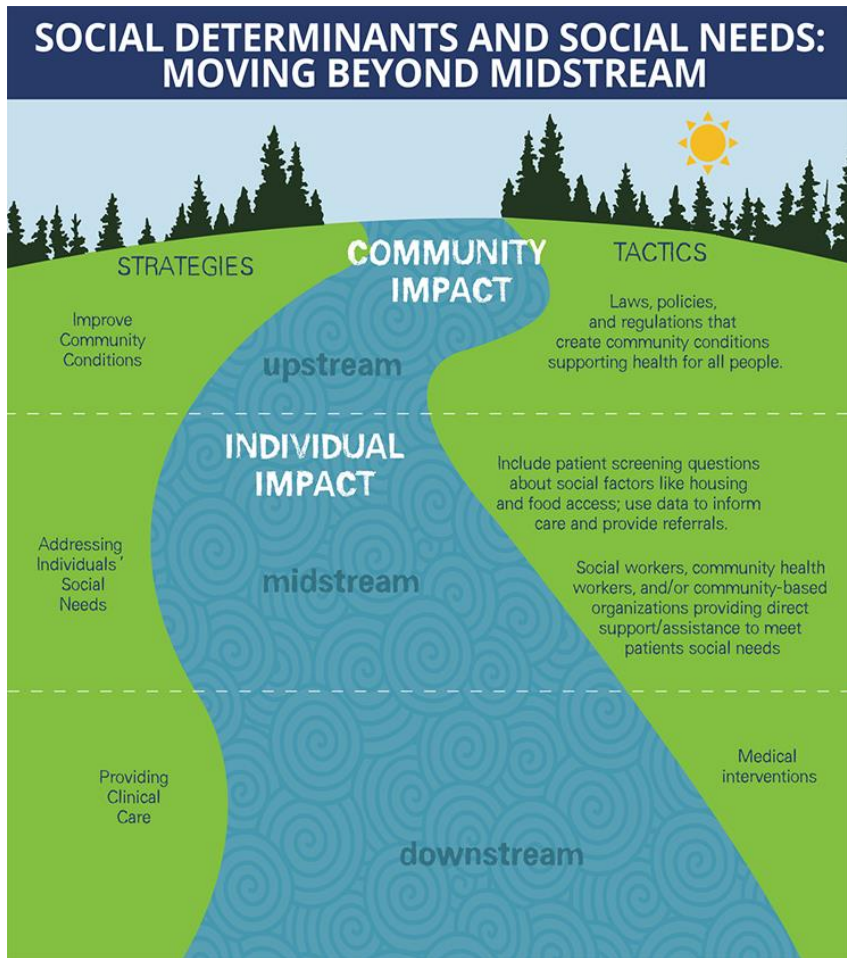 SOCIAL DETERMINANTS AND SOCIAL NEEDS:
MOVING BEYOND MIDSTREAM
STRATEGIES
COMMUNITY
IMPACT
TACTICS
Improve
Community
Conditions
upstream
Laws, policies,
and regulations that
create community conditions
supporting health for all people.
INDIVIDUAL
IMPACT
Addressing
Individuals'
Social
Needs
midstream
Include patient screening questions
about social factors like housing
and food access; use data to inform
care and provide referrals.
Social workers, community health
workers, and/or community-based
organizations providing direct
support/assistance to meet
patients social needs
Providing
Clinical
Care
downstream
Medical
interventions